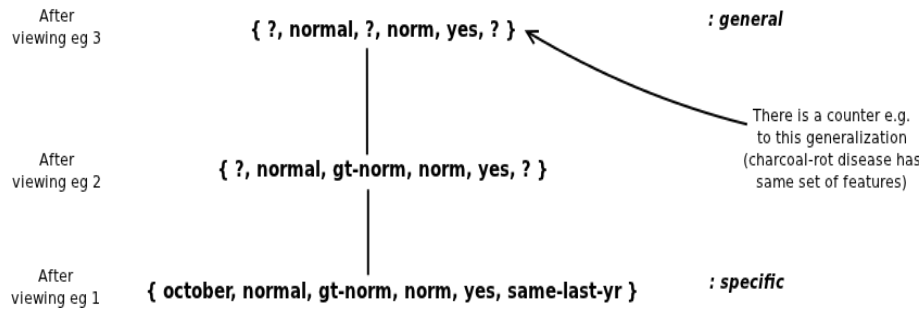 After
viewing eg 3
{ ?, normal, ?, norm, yes, ? }
: general
There is a counter e.g.
to this generalization
(charcoal-rot disease has
same set of features)
After
viewing eg 2
{ ?, normal, gt-norm, norm, yes, ? }
After
viewing eg 1
{ october, normal, gt-norm, norm, yes, same-last-yr }
: specific